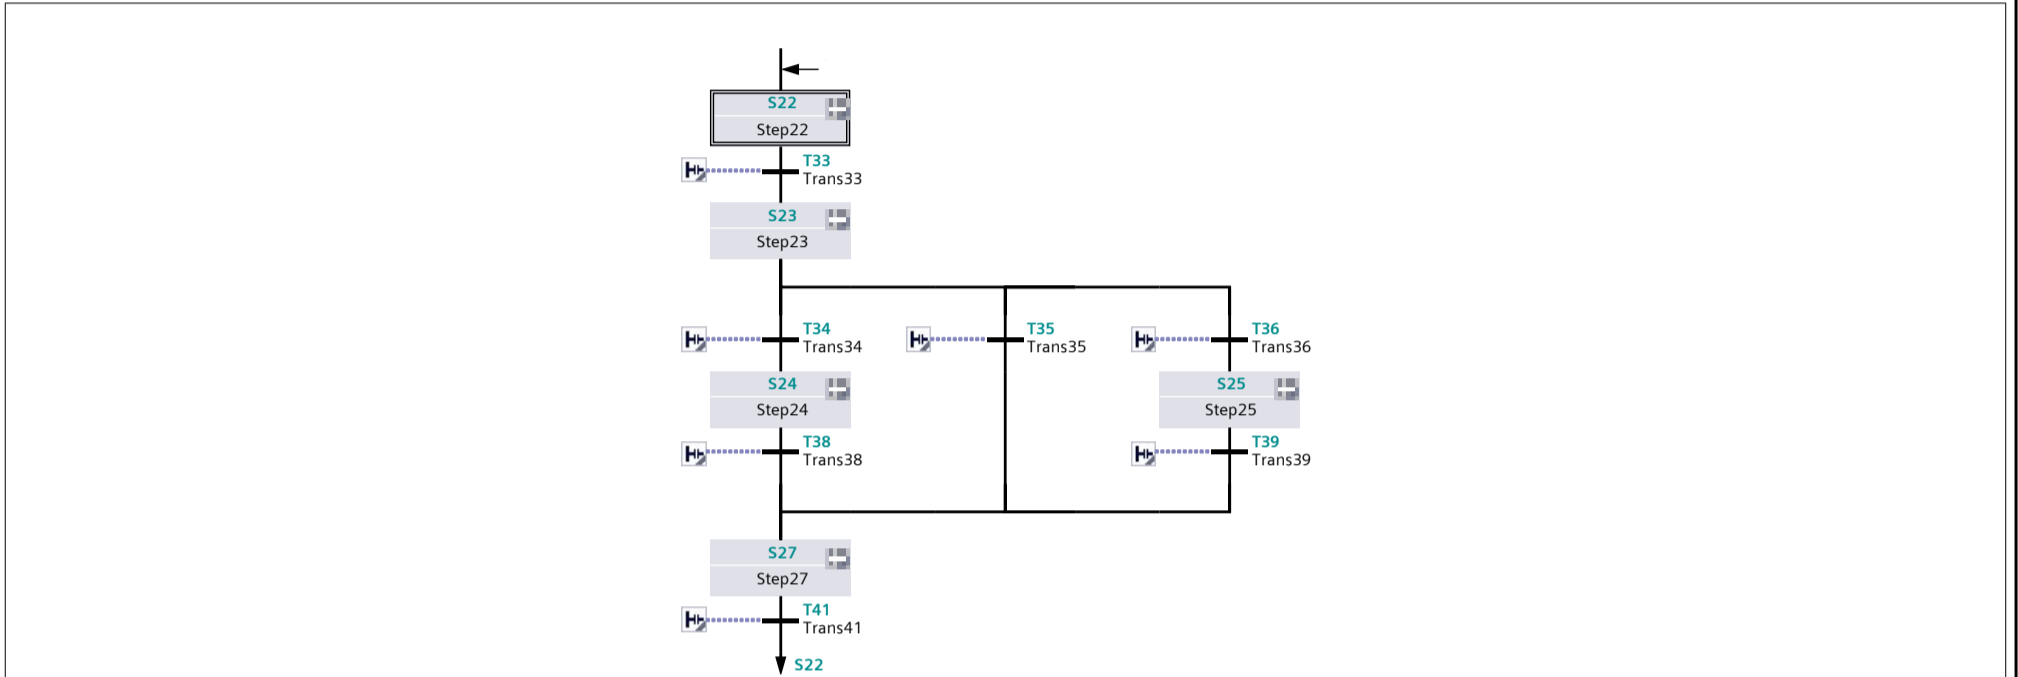 S22
Step22
T33
Trans33
S23
Step23
T34
Trans34
T35
Trans35
T36
Trans36
S24
Step24
S25
Step25
T38
Trans38
T39
Trans39
S27
Step27
T41
Trans41
S22